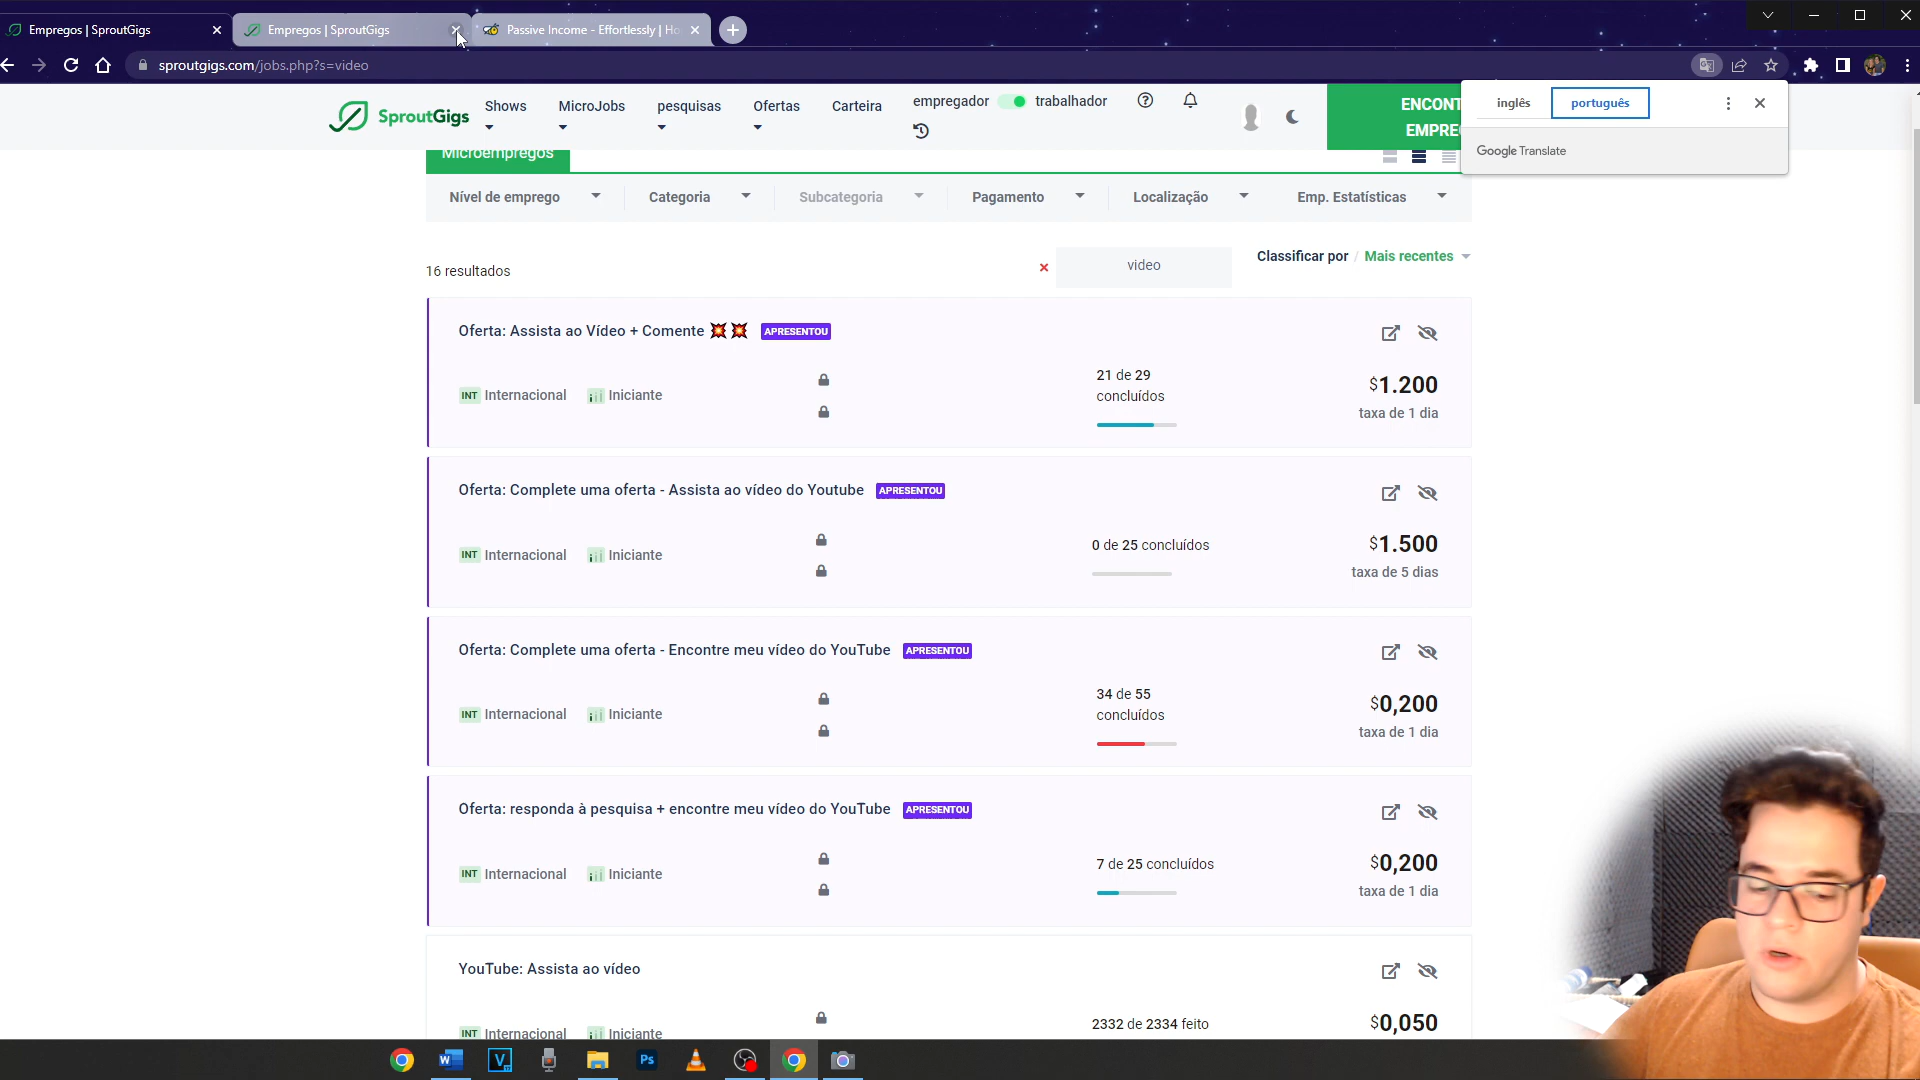 Empregos | SproutGigs
Empregos | SproutGigs
Passive Income - Effortlessly | Ho
sproutgigs.com/jobs.php?s=video
SproutGigs
Shows
MicroJobs
pesquisas
Ofertas
Carteira
empregador
trabalhador
ENCONT
EMPRE
inglês
português
Google Translate
Microempregos
Nível de emprego
Categoria
Subcategoria
Pagamento
Localização
Emp. Estatísticas
16 resultados
video
Classificar por / Mais recentes
Oferta: Assista ao Vídeo + Comente 💥💥 APRESENTOU
INT Internacional
Iniciante
21 de 29
concluídos
$1.200
taxa de 1 dia
Oferta: Complete uma oferta - Assista ao vídeo do Youtube APRESENTOU
INT Internacional
Iniciante
0 de 25 concluídos
$1.500
taxa de 5 dias
Oferta: Complete uma oferta - Encontre meu vídeo do YouTube APRESENTOU
INT Internacional
Iniciante
34 de 55
concluídos
$0,200
taxa de 1 dia
Oferta: responda à pesquisa + encontre meu vídeo do YouTube APRESENTOU
INT Internacional
Iniciante
7 de 25 concluídos
$0,200
taxa de 1 dia
YouTube: Assista ao vídeo
INT Internacional
Iniciante
2332 de 2334 feito
$0,050
W
V
Ps